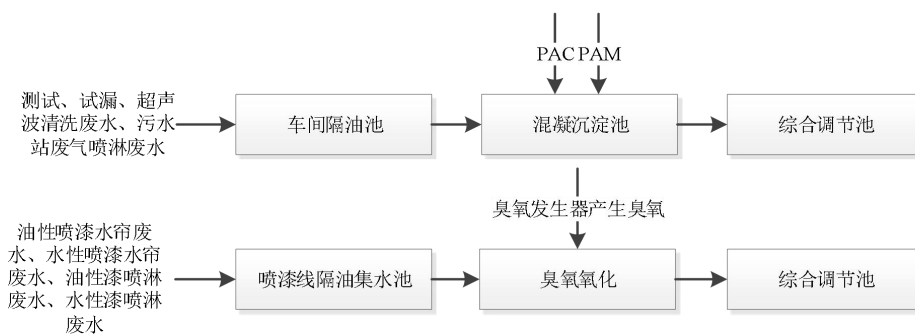 PAC PAM
测试、试漏、超声
波清洗废水、污水
站废气喷淋废水
车间隔油池
混凝沉淀池
综合调节池
臭氧发生器产生臭氧
油性喷漆水帘废
水、水性喷漆水帘
废水、油性漆喷淋
废水、水性漆喷淋
废水
喷漆线隔油集水池
臭氧氧化
综合调节池